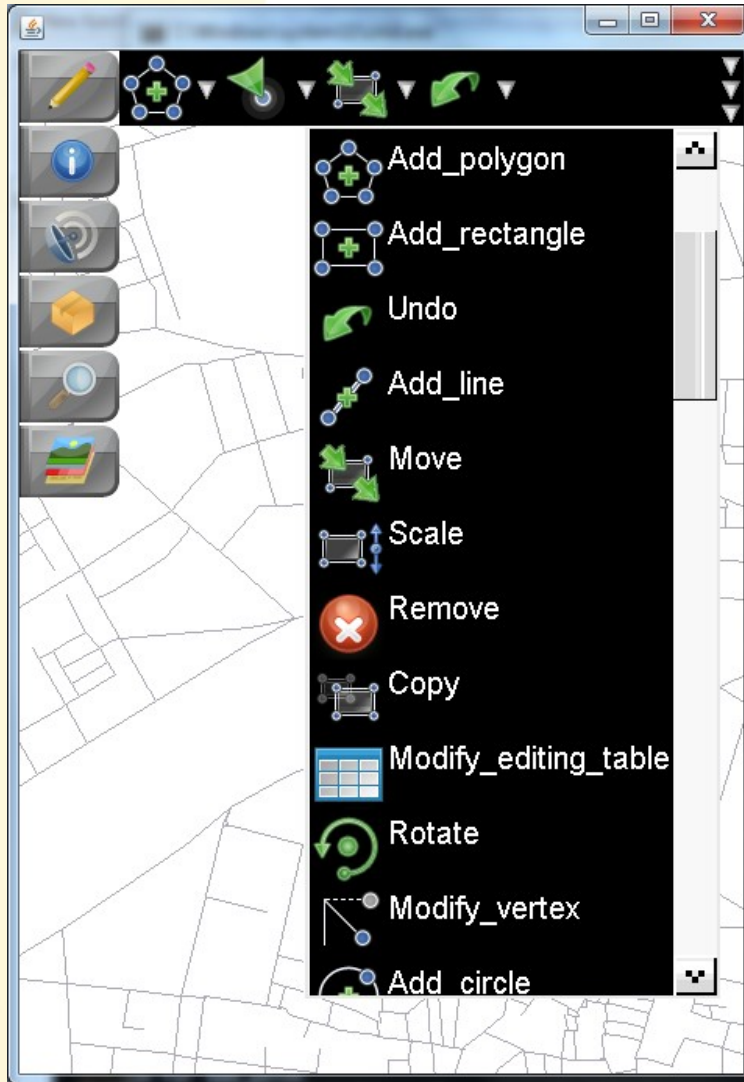 Add_polygon
Add_rectangle
Undo
Add_line
Move
Scale
Remove
Copy
Modify_editing_table
Rotate
Modify_vertex
Add_circle